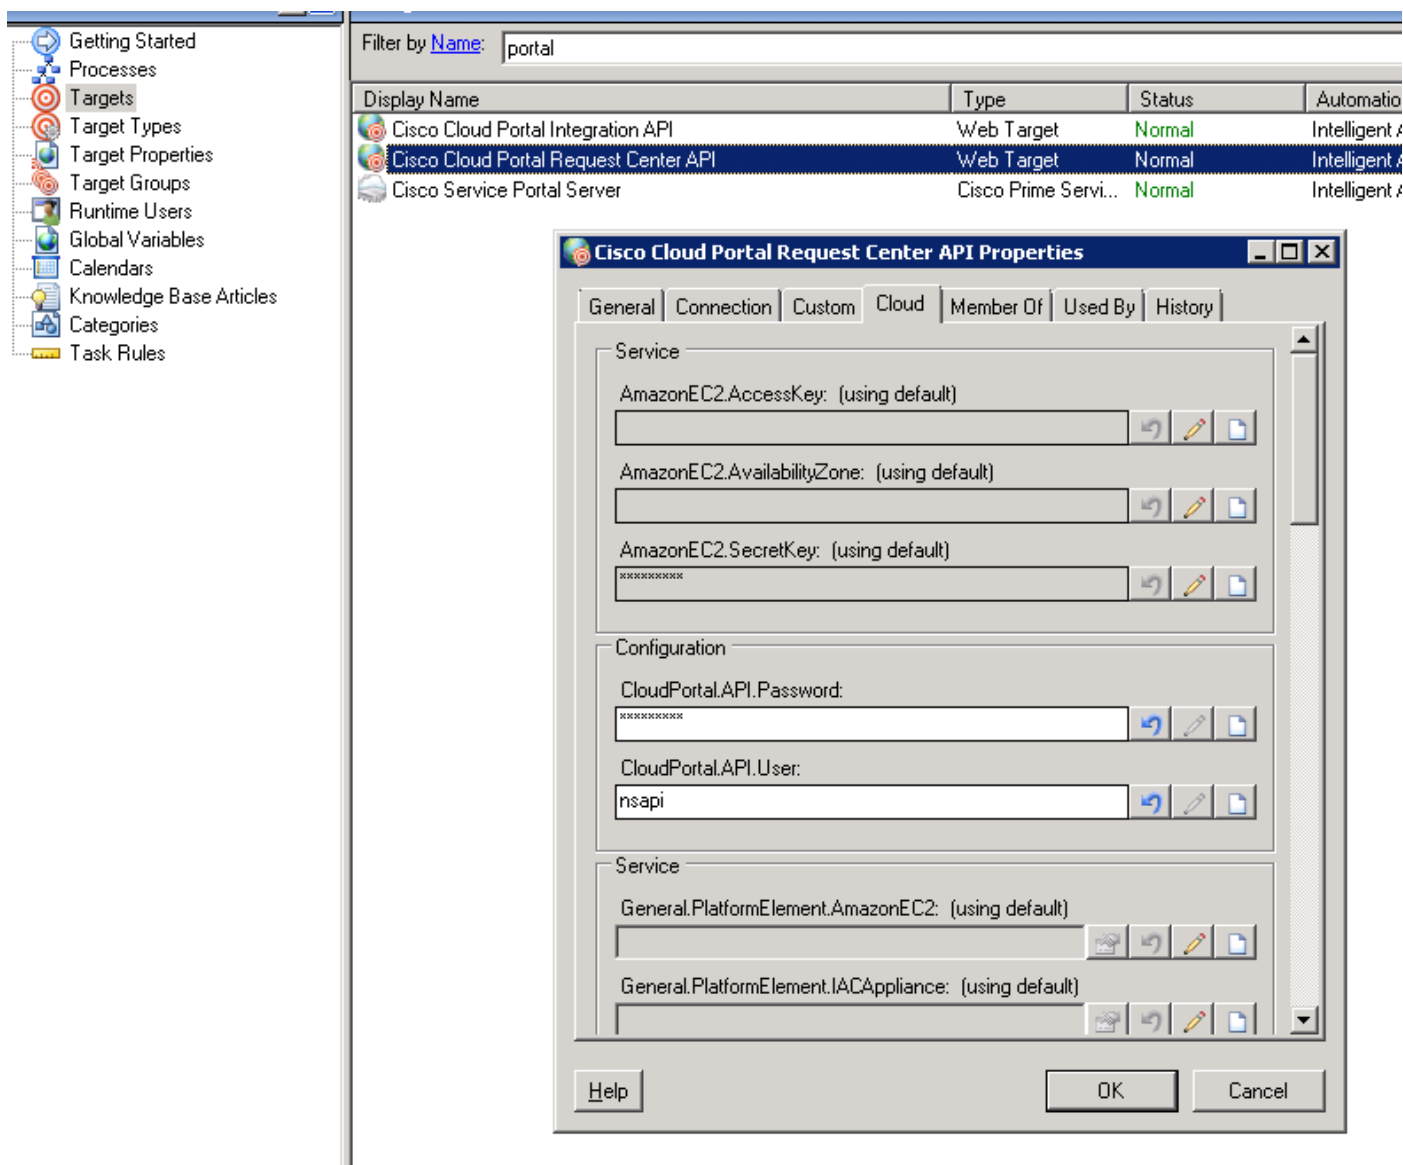 Getting Started
Processes
Targets
Target Types
Target Properties
Target Groups
Runtime Users
Global Variables
Calendars
Knowledge Base Articles
Categories
Task Rules
Filter by Name: portal
Display Name Type Status Automatio
Cisco Cloud Portal Integration API Web Target Normal Intelligent A
Cisco Cloud Portal Request Center API Web Target Normal Intelligent A
Cisco Service Portal Server Cisco Prime Servi... Normal Intelligent A
Cisco Cloud Portal Request Center API Properties
General Connection Custom Cloud Member Of Used By History
Service
AmazonEC2.AccessKey: (using default)
AmazonEC2.AvailabilityZone: (using default)
AmazonEC2.SecretKey: (using default)
*********
Configuration
CloudPortal.API.Password:
*********
CloudPortal.API.User:
nsapi
Service
General.PlatformElement.AmazonEC2: (using default)
General.PlatformElement.IACAppliance: (using default)
Help OK Cancel